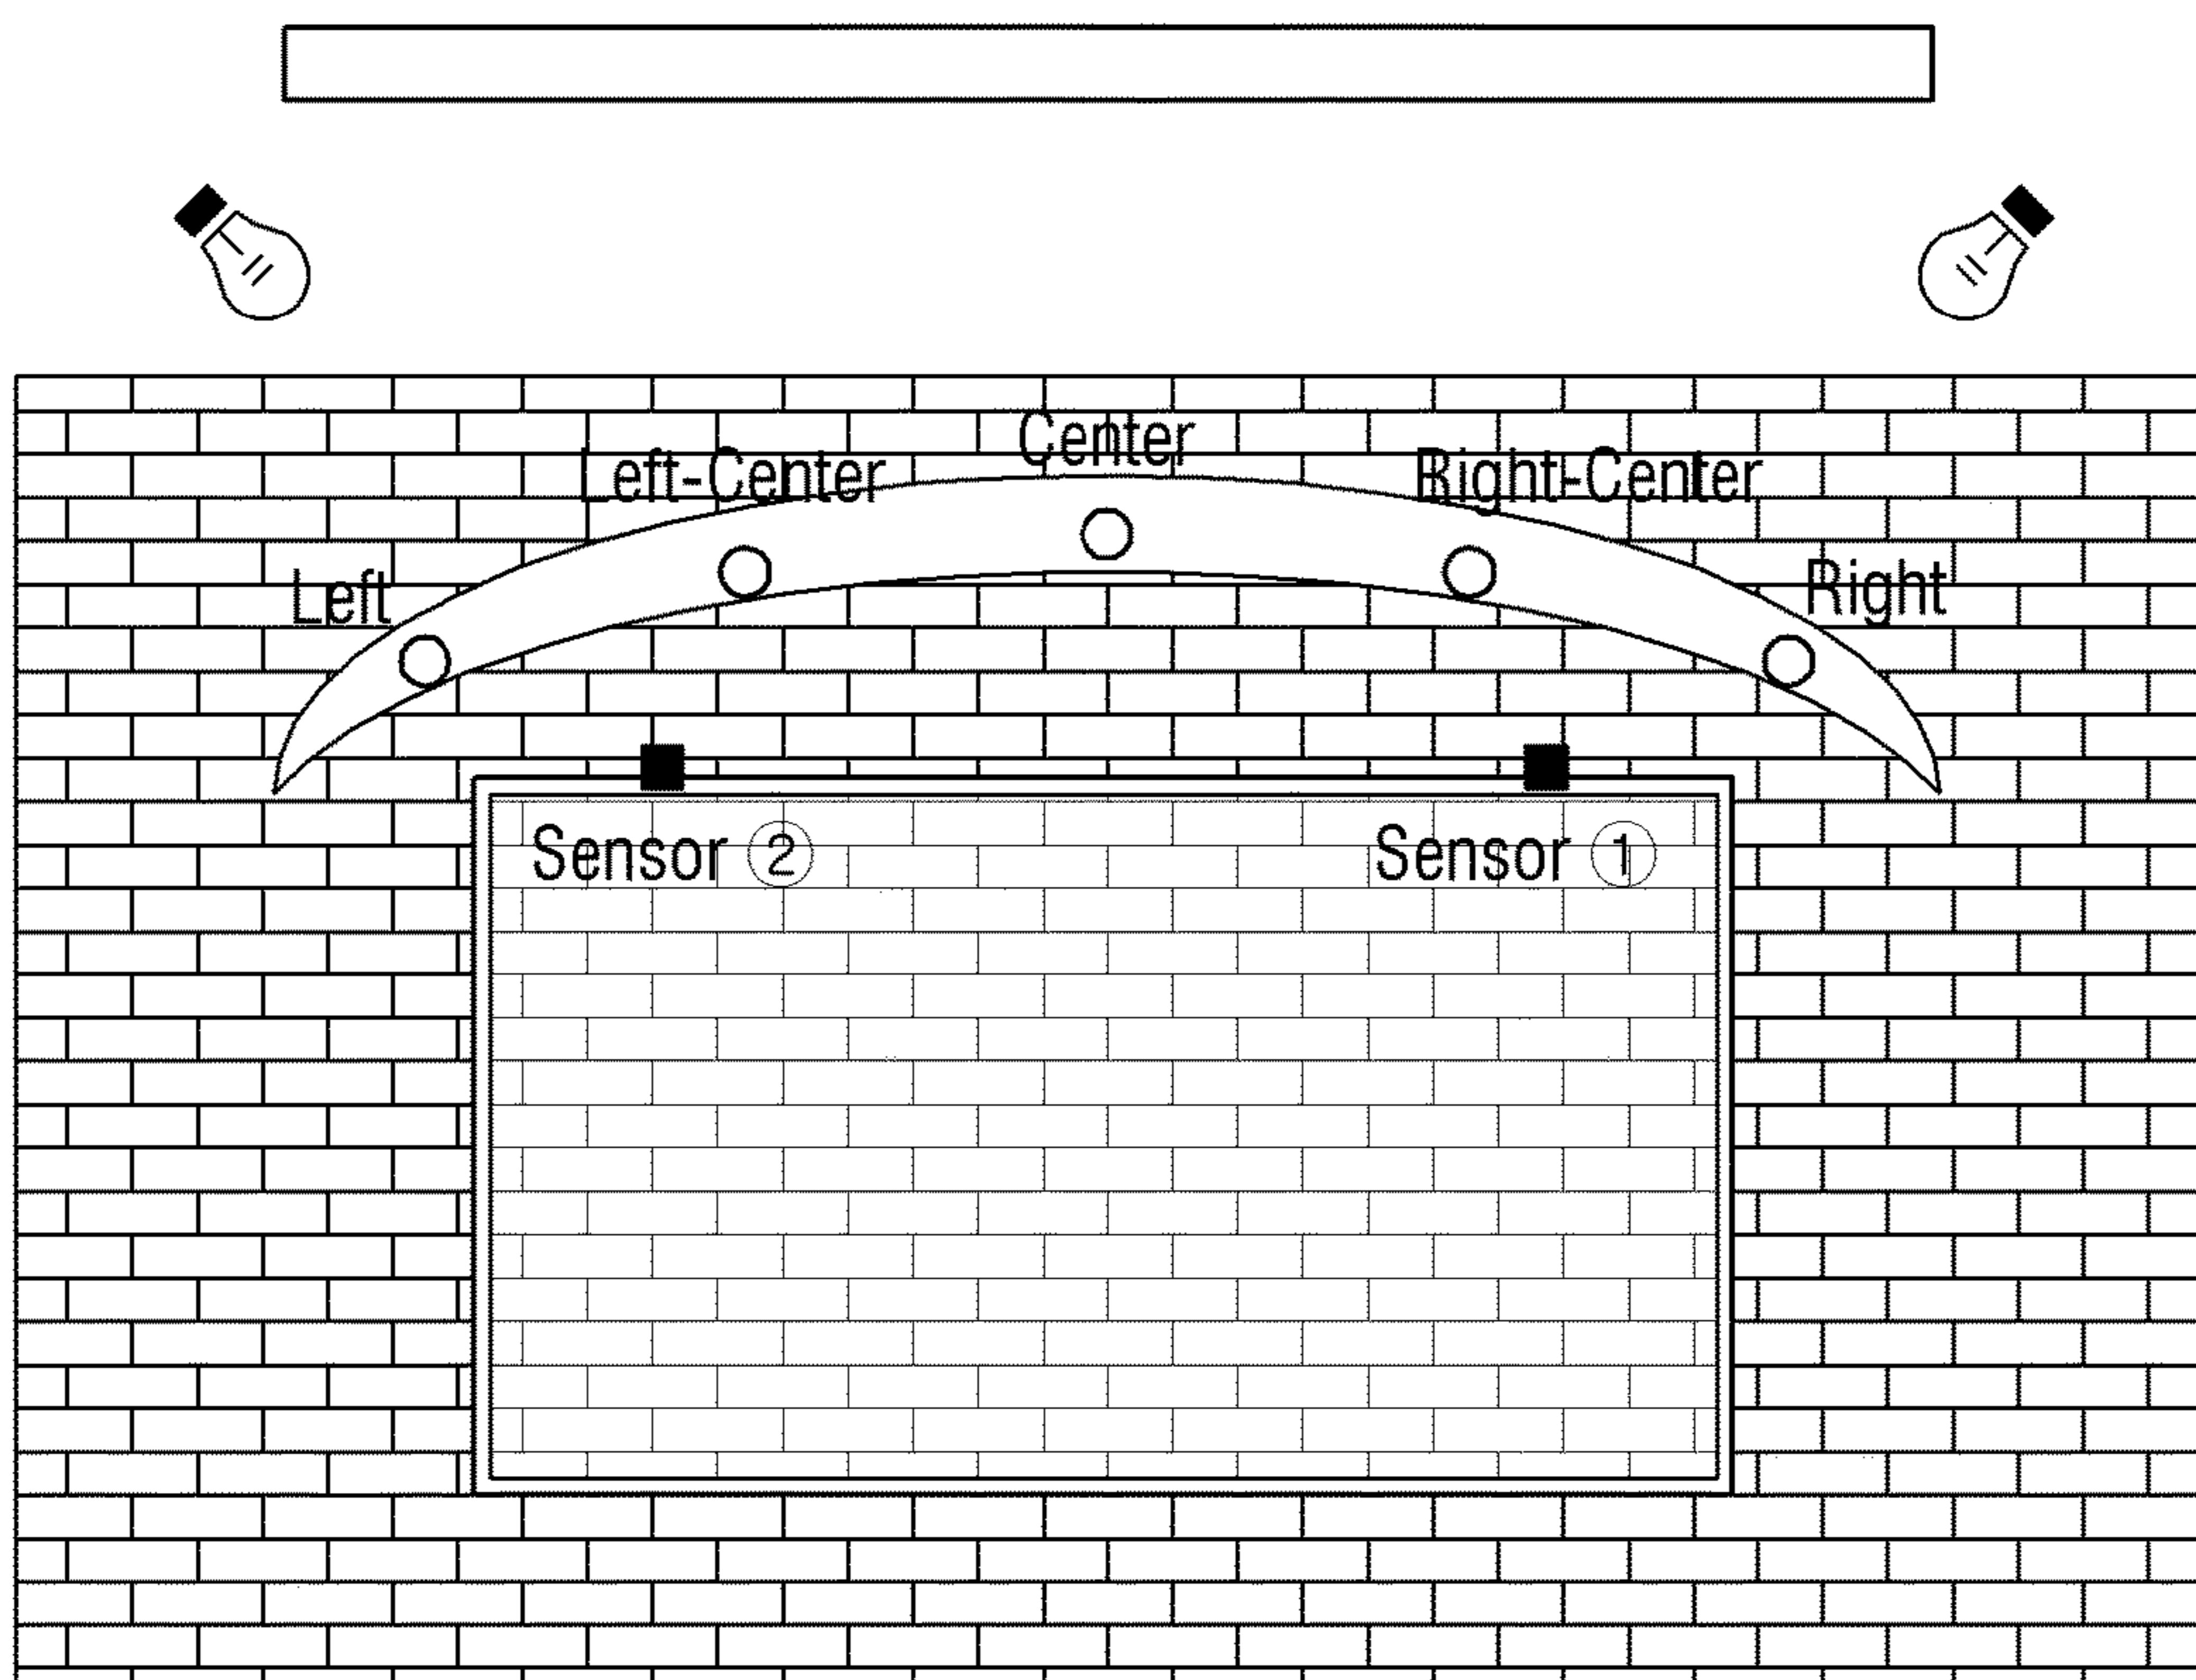 Center
Left-Center
Right-Center
Left
Right
Sensor ②
Sensor ①